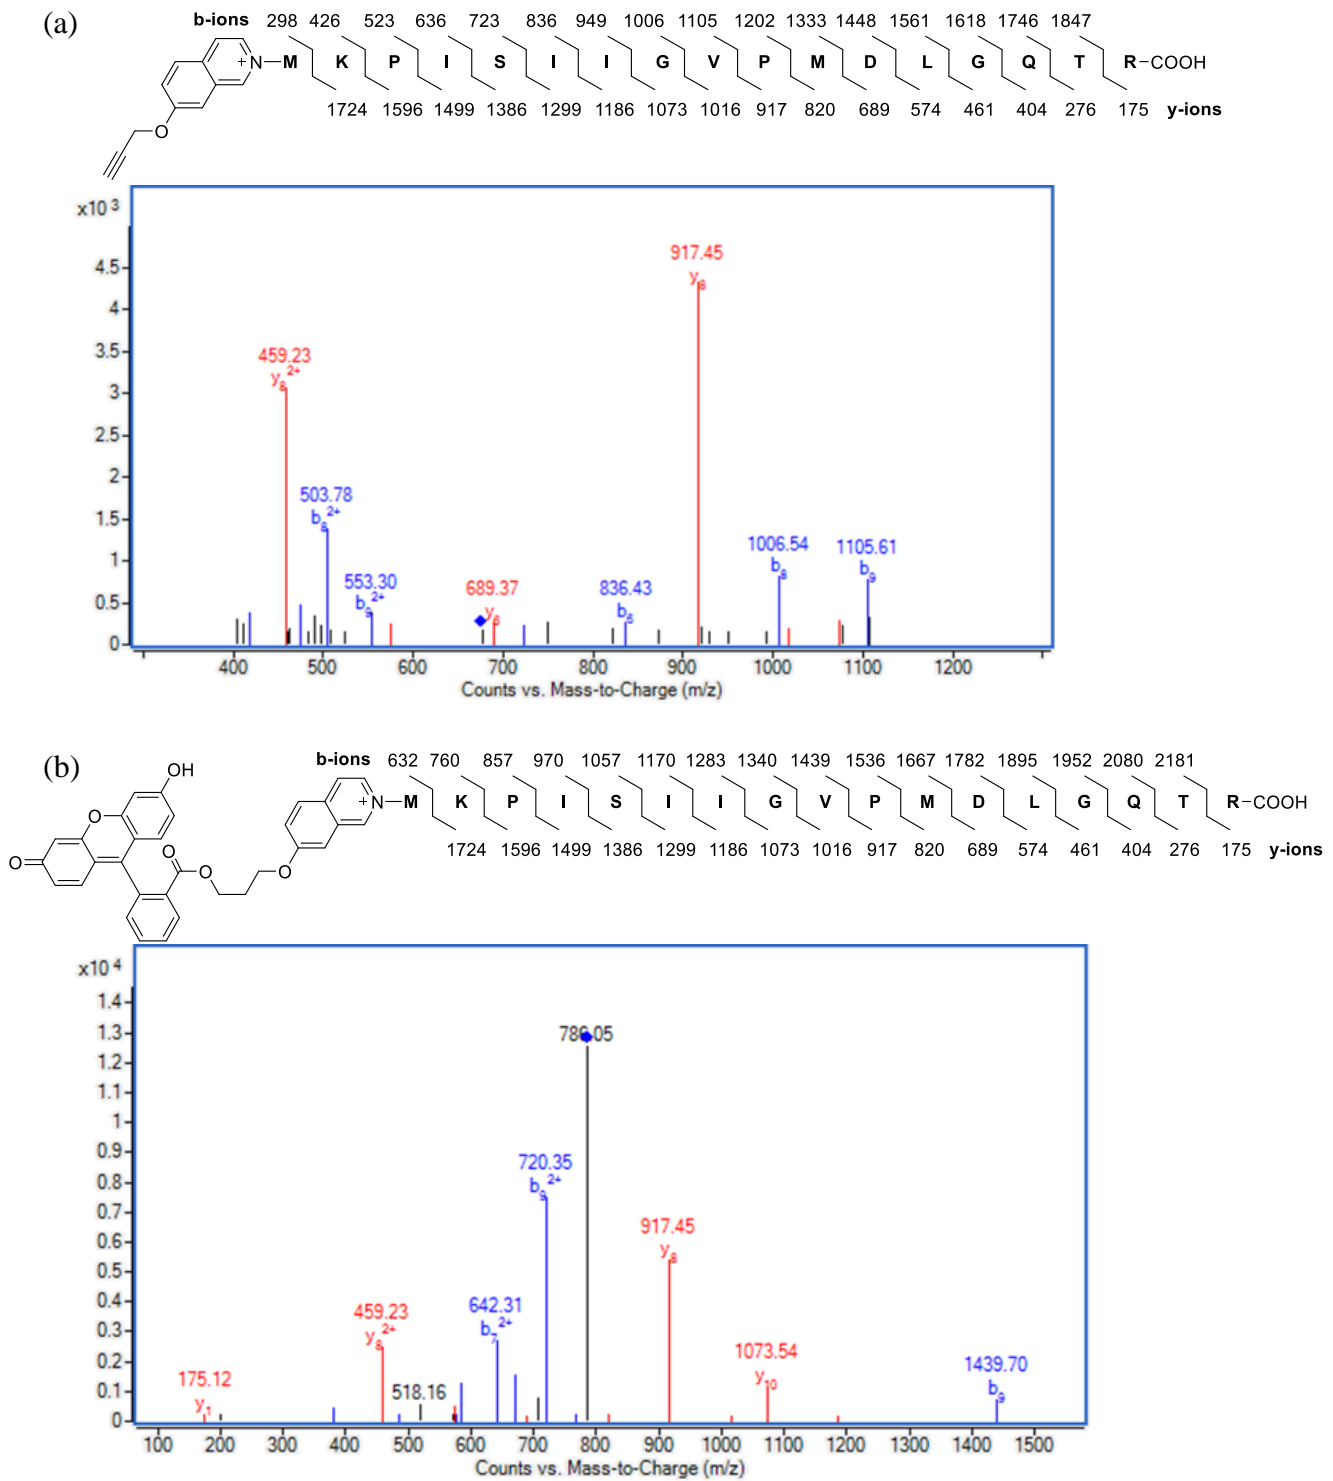 (a)
b-ions 298 426 523 636 723 836 949 1006 1105 1202 1333 1448 1561 1618 1746 1847
+ N M K P I S I I G V P M D L G Q T R COOH
1724 1596 1499 1386 1299 1186 1073 1016 917 820 689 574 461 404 276 175 y-ions
O
x10 3
917.45
y8
4.5
4
3.5
459.23
y8 2+
3
2.5
2
503.78
b8 2+
1.5
1
1006.54
b8
1105.61
b9
553.30
b9 2+
689.37
y6
836.43
b6
0.5
0
400 500 600 700 800 900 1000 1100 1200
Counts vs. Mass-to-Charge (m/z)
(b)
b-ions 632 760 857 970 1057 1170 1283 1340 1439 1536 1667 1782 1895 1952 2080 2181
OH
+ N M K P I S I I G V P M D L G Q T R COOH
O
1724 1596 1499 1386 1299 1186 1073 1016 917 820 689 574 461 404 276 175 y-ions
O O O O
x10 4
1.4
1.3
786.05
1.2
1.1
1
0.9
720.35
b9 2+
0.8
0.7
917.45
y8
0.6
0.5
0.4
642.31
b7 2+
459.23
y8 2+
0.3
0.2
1073.54
y10
1439.70
b9
175.12
y1
518.16
0.1
0
100 200 300 400 500 600 700 800 900 1000 1100 1200 1300 1400 1500
Counts vs. Mass-to-Charge (m/z)